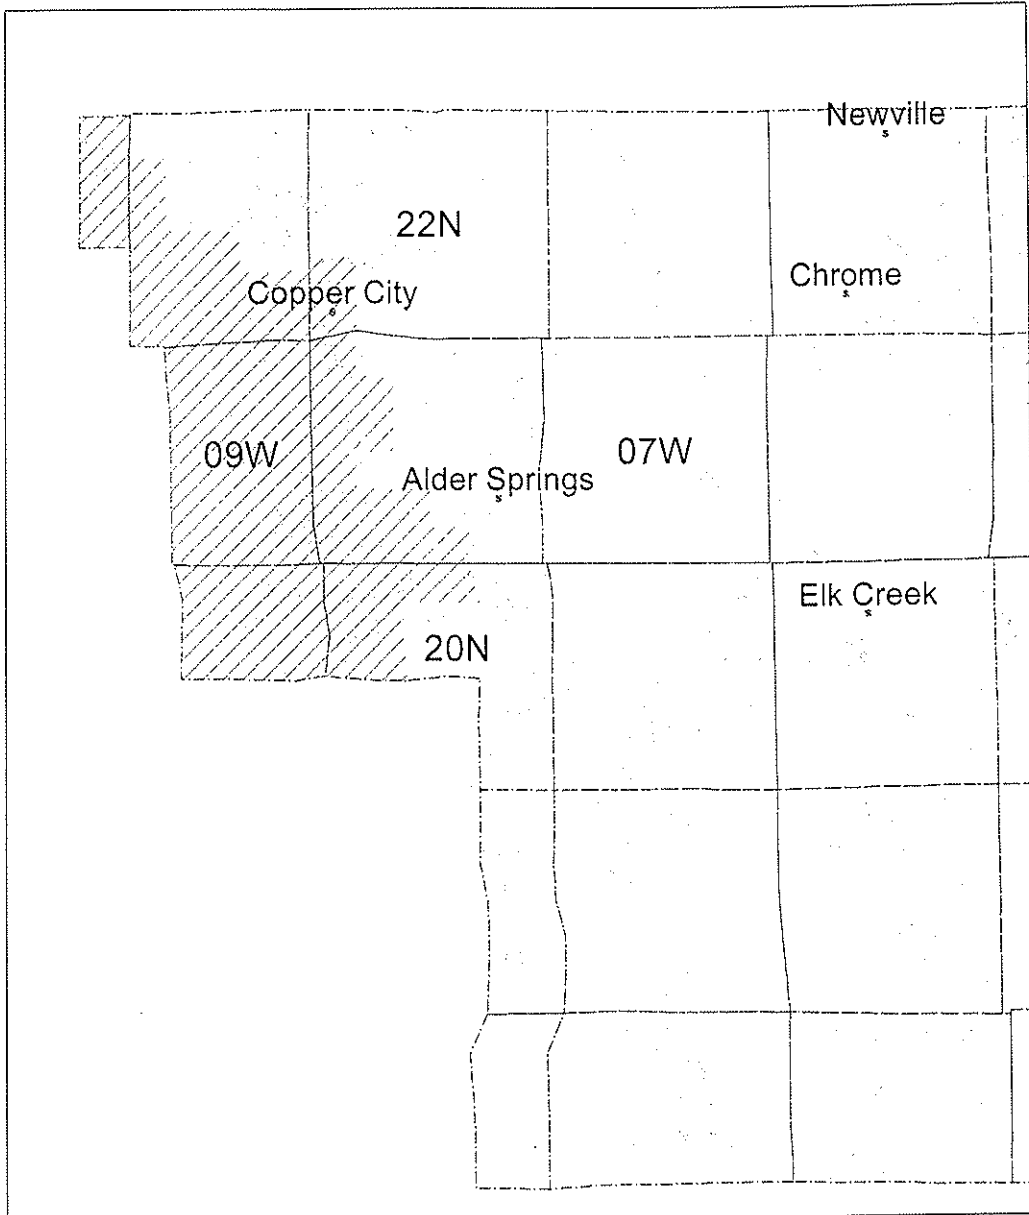 Newville
22N
Chrome
Copper City
09W
07W
Alder Springs
Elk Creek
20N